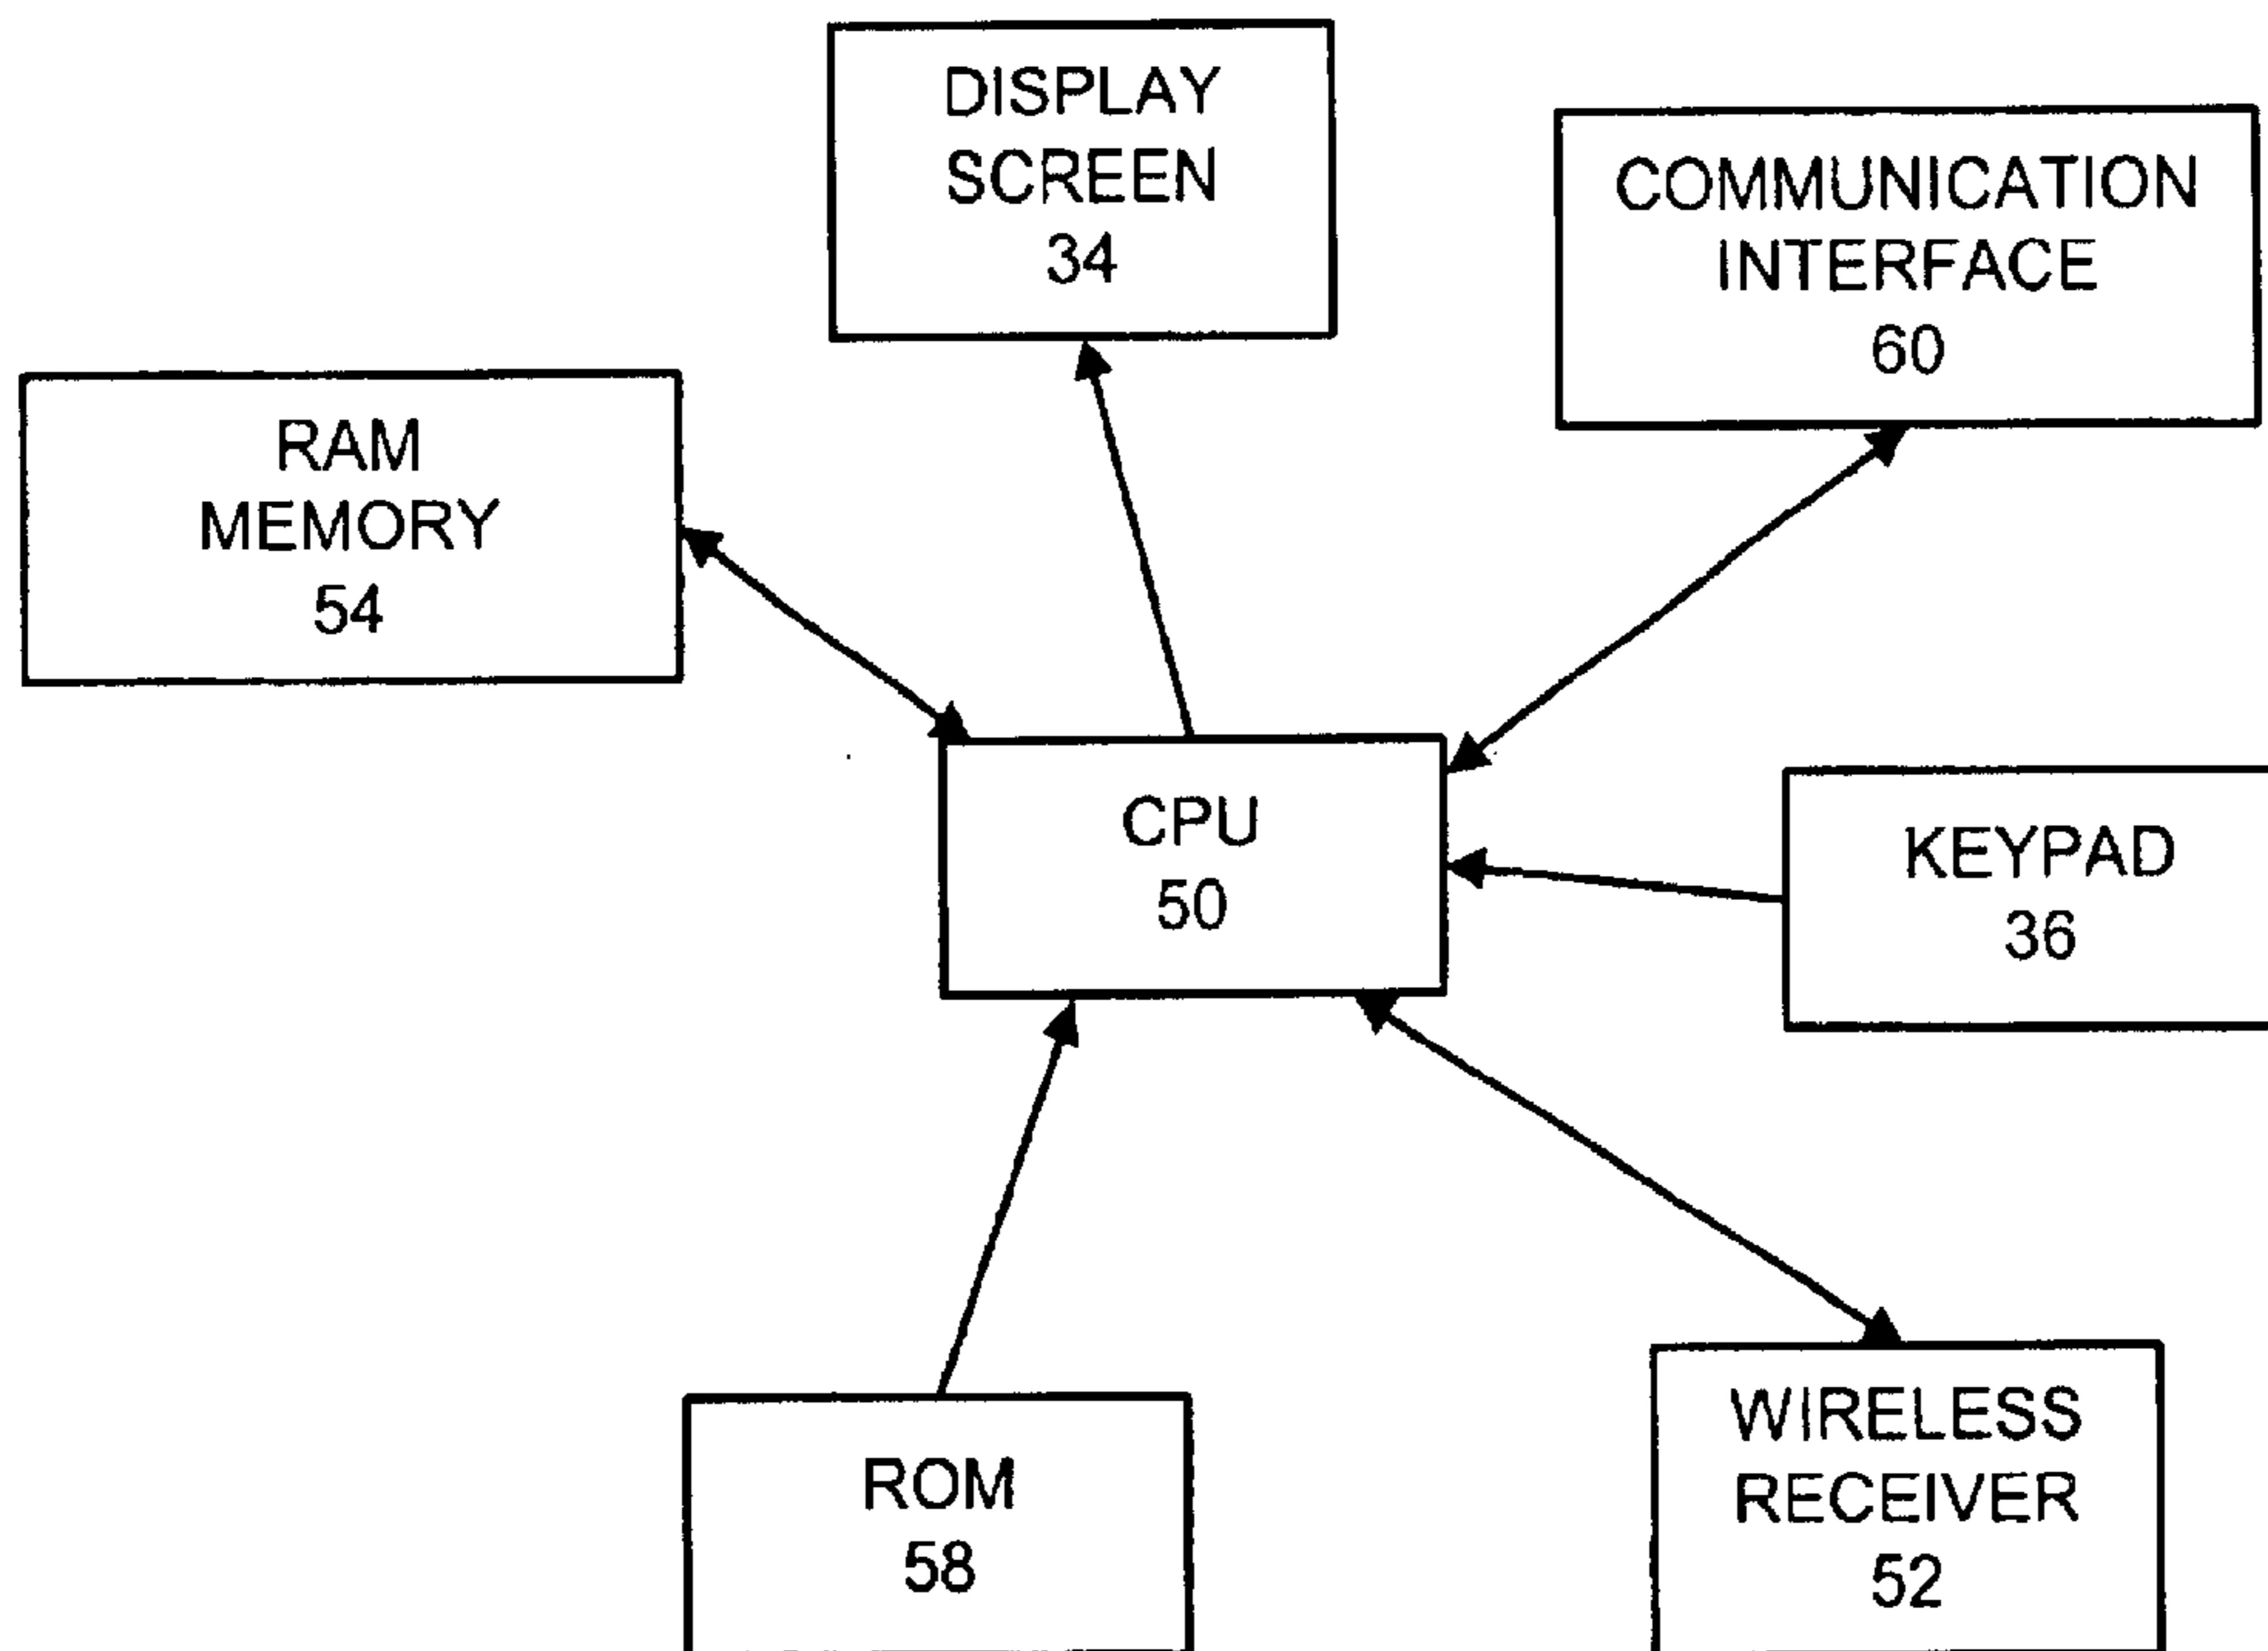 DISPLAY
SCREEN
34
COMMUNICATION
INTERFACE
60
RAM
MEMORY
54
CPU
50
KEYPAD
36
ROM
58
WIRELESS
RECEIVER
52